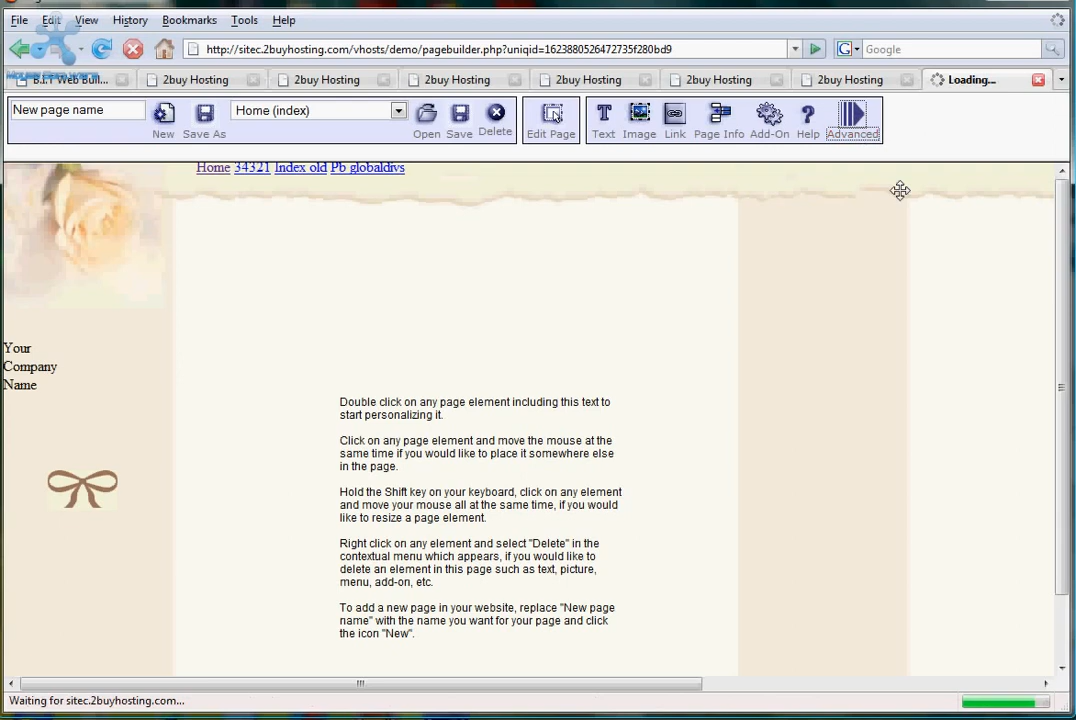 File Edit View History Bookmarks Tools Help
http://sitec.2buyhosting.com/vhosts/demo/pagebuilder.php?uniqid=1623880526472735f280bd9
G Google
B.I.T Web Buil...
2buy Hosting
2buy Hosting
2buy Hosting
2buy Hosting
2buy Hosting
2buy Hosting
Loading...
New page name
New
Save As
Home (index)
Open
Save
Delete
Edit Page
Text
Image
Link
Page Info
Add-On
Help
Advanced
Home 34321 Index old Pb globaldivs
Your
Company
Name
Double click on any page element including this text to
start personalizing it.
Click on any page element and move the mouse at the
same time if you would like to place it somewhere else
in the page.
Hold the Shift key on your keyboard, click on any element
and move your mouse all at the same time, if you would
like to resize a page element.
Right click on any element and select "Delete" in the
contextual menu which appears, if you would like to
delete an element in this page such as text, picture,
menu, add-on, etc.
To add a new page in your website, replace "New page
name" with the name you want for your page and click
the icon "New".
Waiting for sitec.2buyhosting.com...